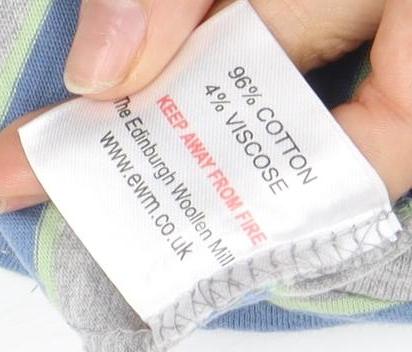 96% COTTON
4% VISCOSE
KEEP AWAY FROM FIRE
The Edinburgh Woollen Mill
www.ewm.co.uk